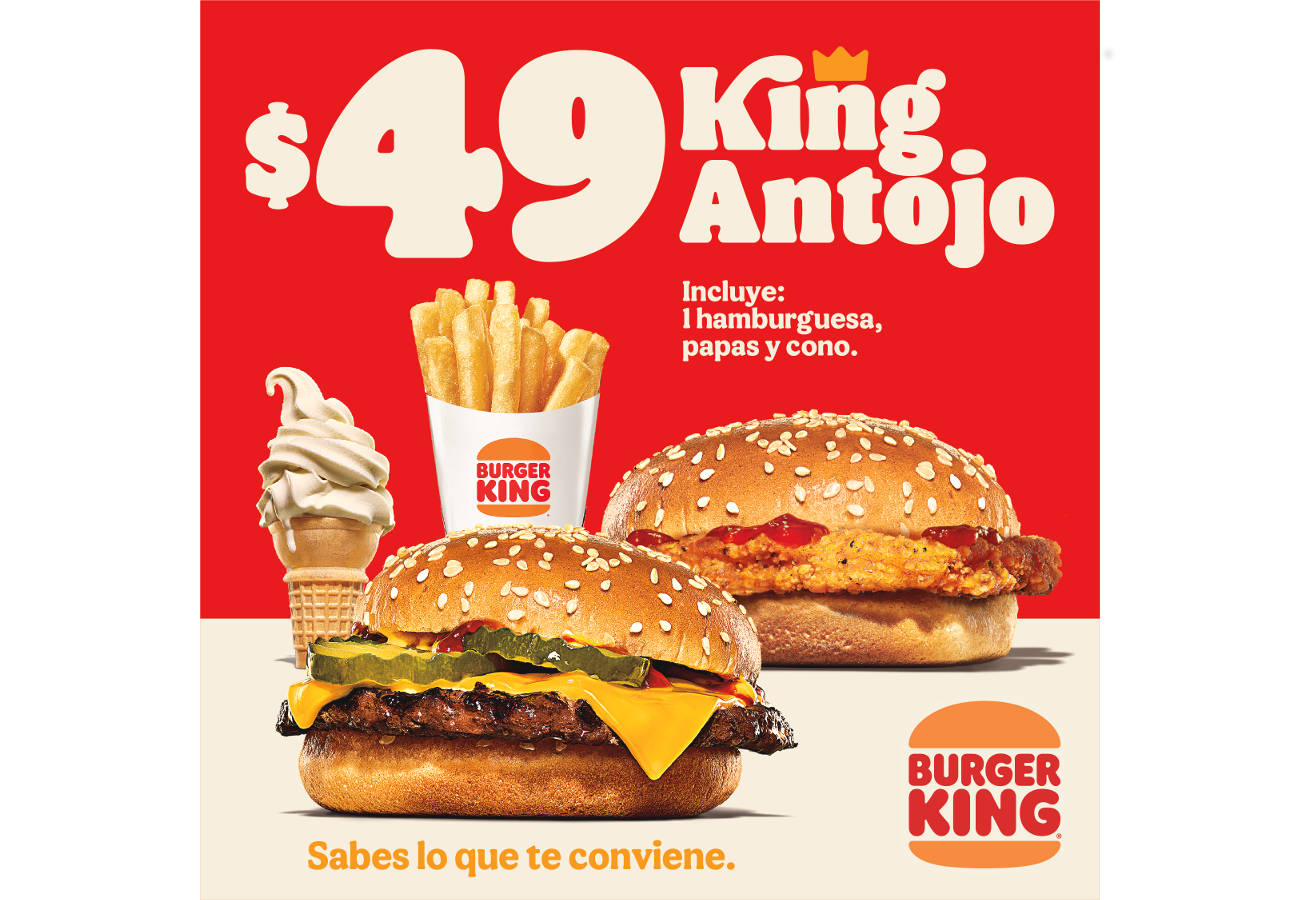 $49 King
Antojo
Incluye:
1 hamburguesa,
papas y cono.
BURGER
KING
BURGER
KING
Sabes lo que te conviene.